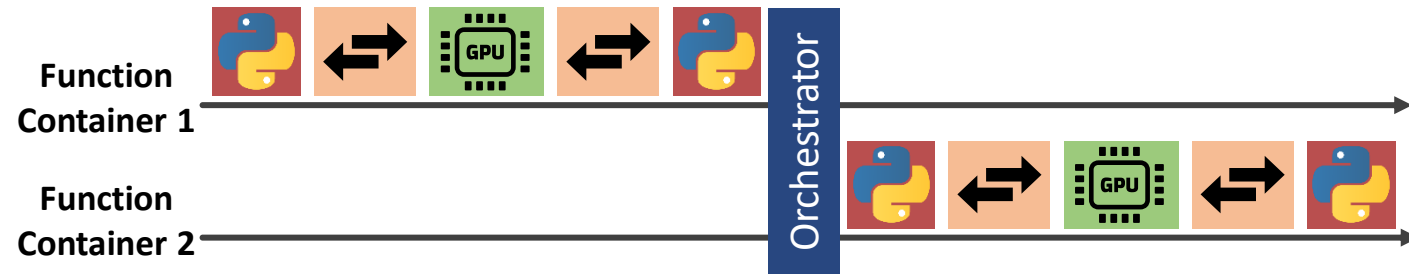 Function
Container 1
GPU
Orchestrator
Function
Container 2
GPU